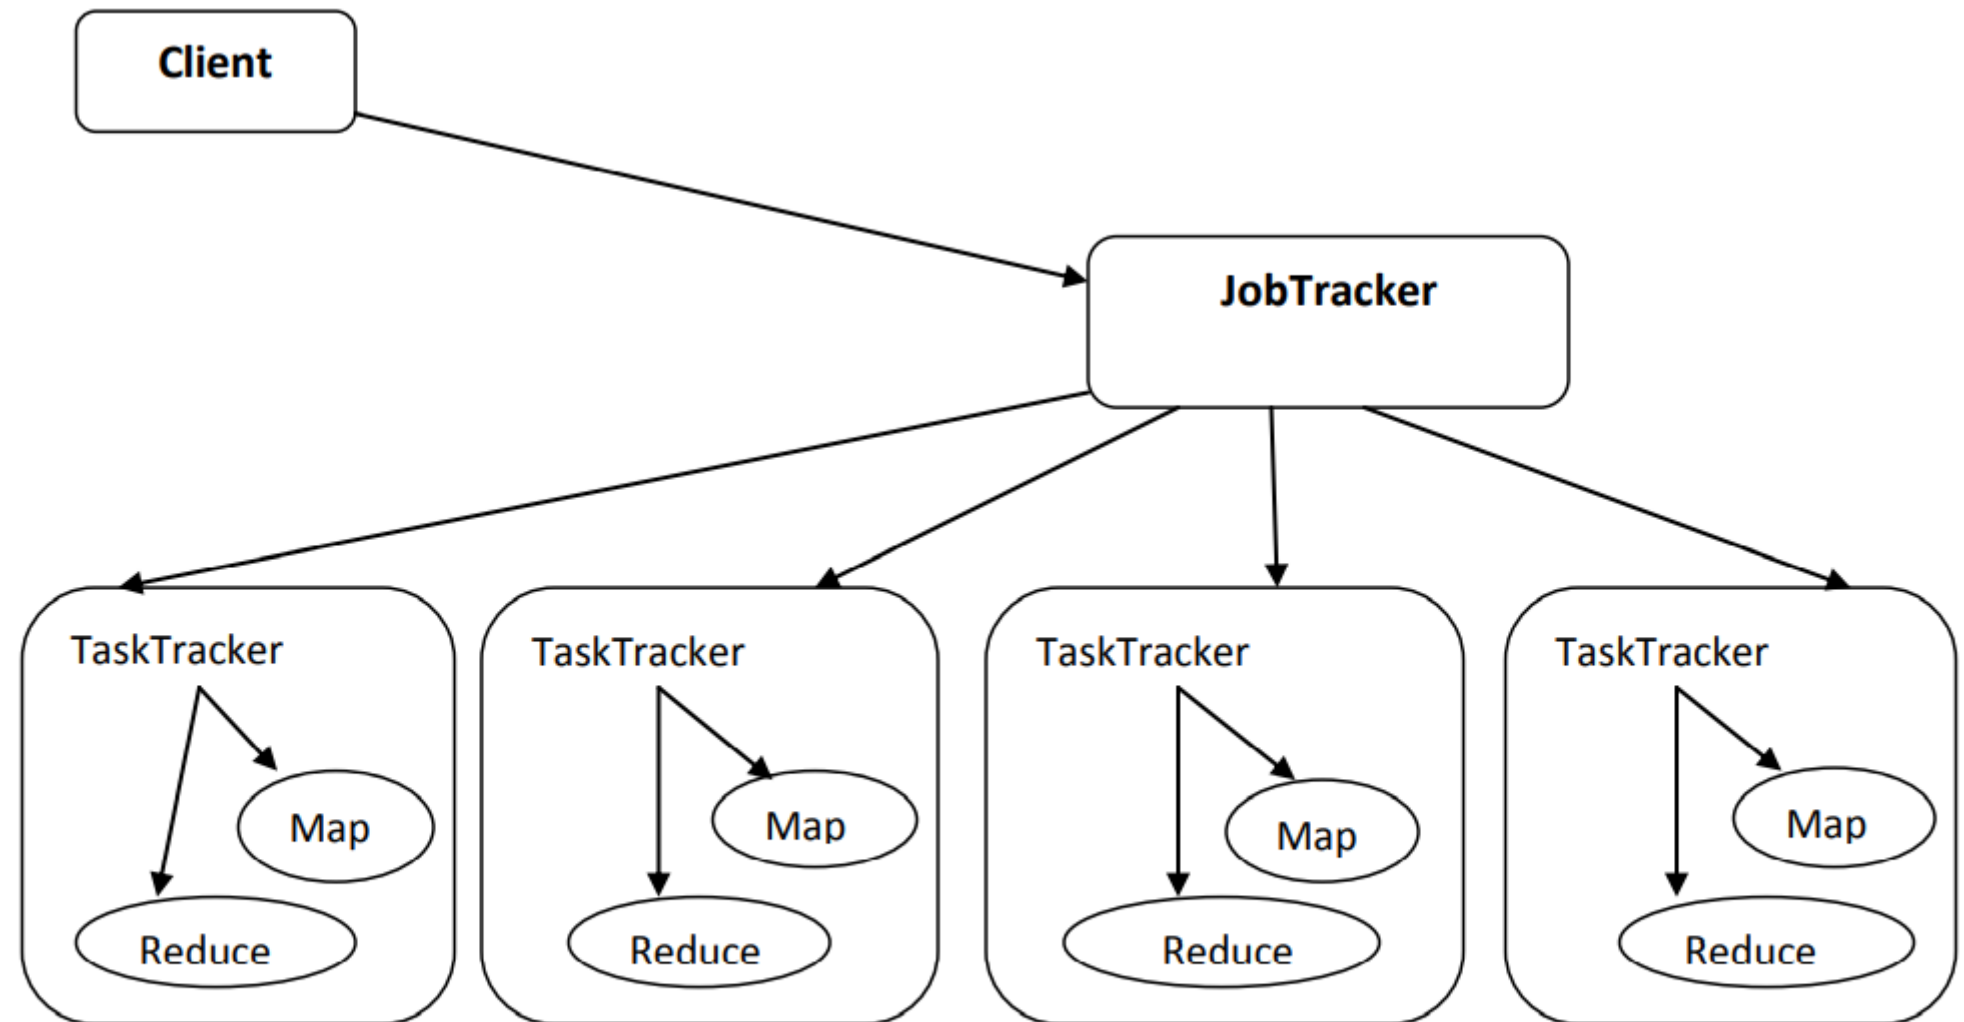 Client
JobTracker
TaskTracker
TaskTracker
TaskTracker
TaskTracker
Map
Map
Map
Map
Reduce
Reduce
Reduce
Reduce